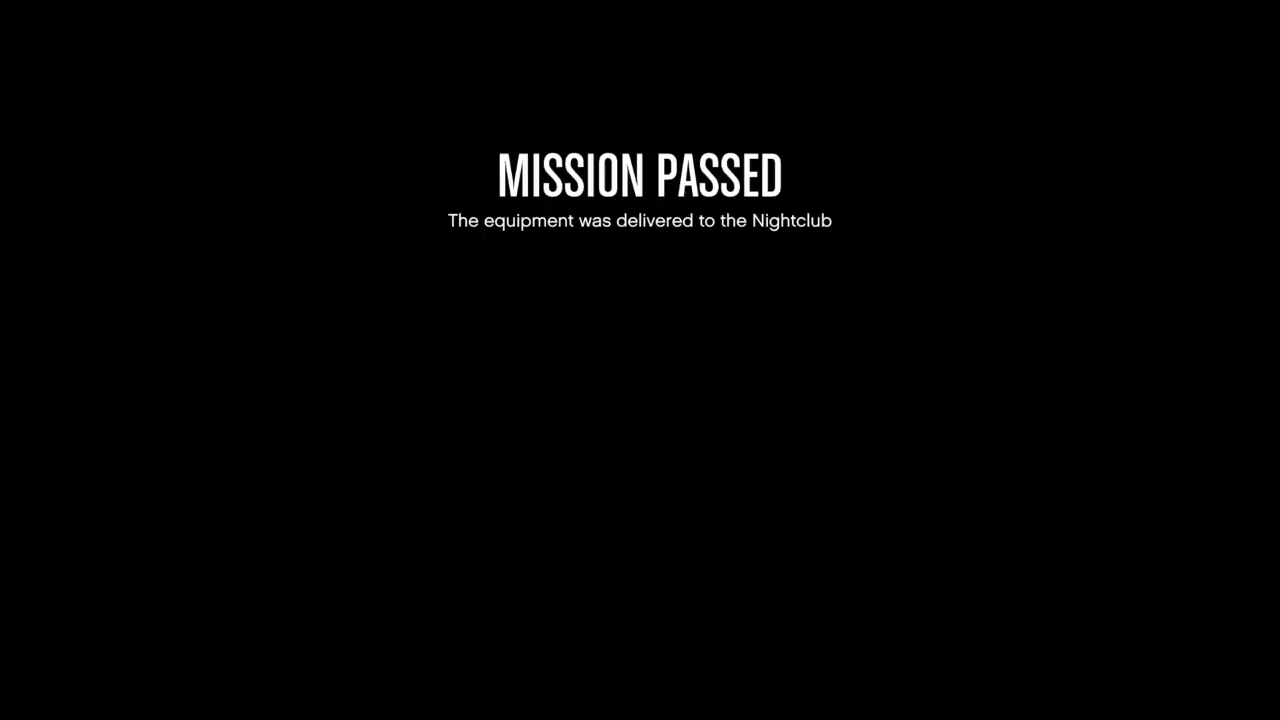 MISSION PASSED
The equipment was delivered to the Nightclub